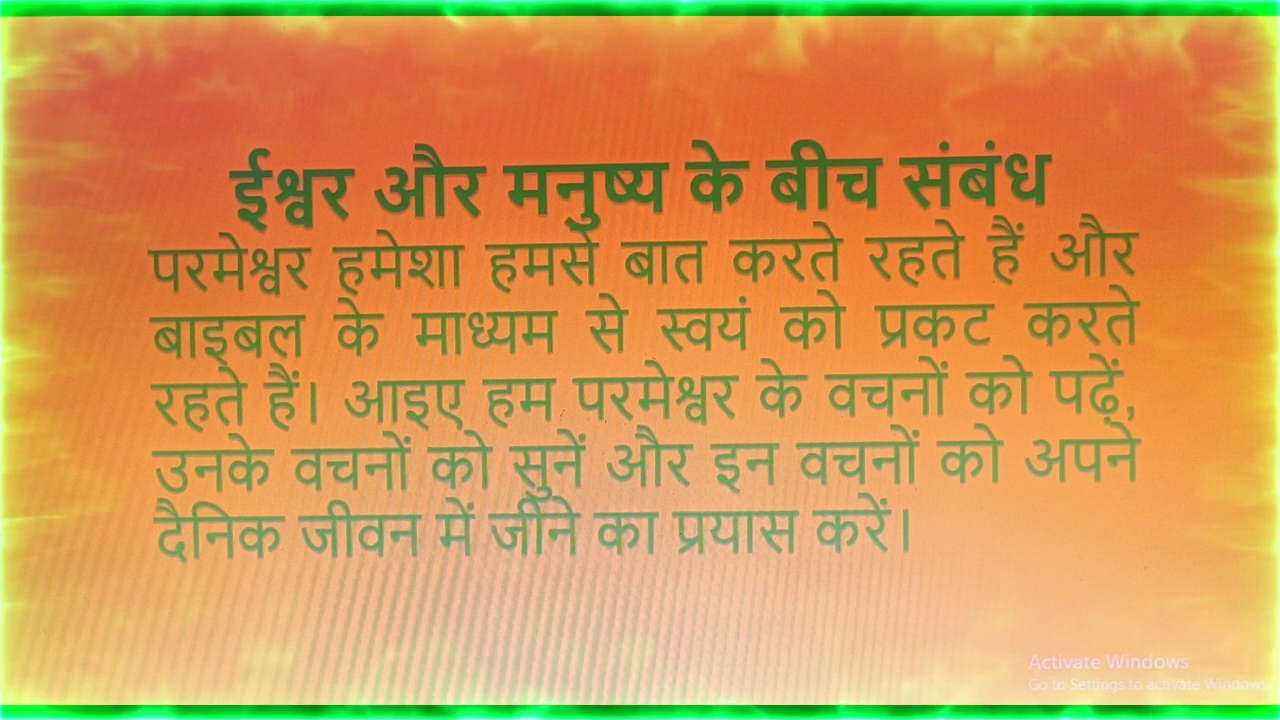 ईश्वर और मनुष्य के बीच संबंध
परमेश्वर हमेशा हमसे बात करते रहते हैं और
बाइबल के माध्यम से स्वयं को प्रकट करते
रहते हैं। आइए हम परमेश्वर के वचनों को पढ़ें,
उनके वचनों को सुनें और इन वचनों को अपने
दैनिक जीवन में जीने का प्रयास करें।
Activate Windows
Go to Settings to activate Windows.